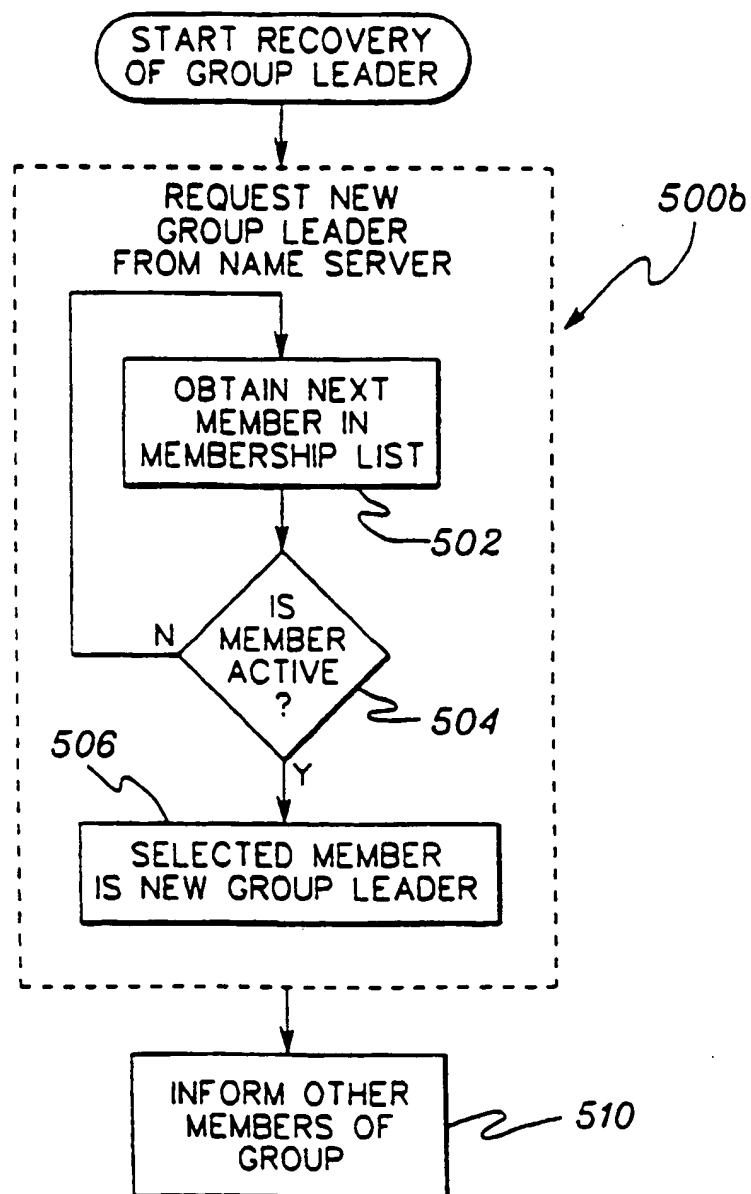 START RECOVERY
OF GROUP LEADER
REQUEST NEW
GROUP LEADER
FROM NAME SERVER
500b
OBTAIN NEXT
MEMBER IN
MEMBERSHIP LIST
502
IS
MEMBER
ACTIVE
?
N
504
Y
506
SELECTED MEMBER
IS NEW GROUP LEADER
INFORM OTHER
MEMBERS OF
GROUP
510